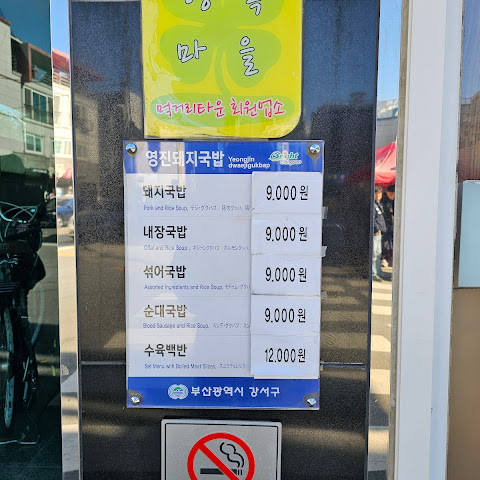 마 을
먹거리타운 회원업소
영진돼지국밥 Yeongjin dwaejigukbap
돼지국밥 9.000원
Pork and Rice Soup,
내장국밥 9.000원
Offal and Rice Soup,
섞어국밥 9.000원
Assorted Ingredients and Rice Soup,
순대국밥 9.000원
Blood Sausage and Rice Soup,
수육백반 12.000원
Set Menu with Boiled Meat Slices,
부산광역시 강서구